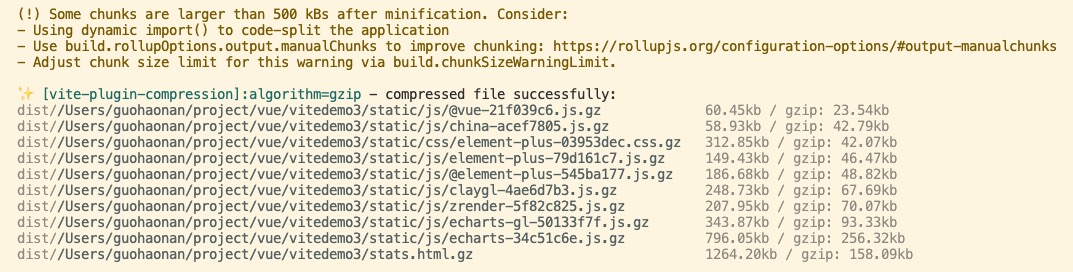 (!) Some chunks are larger than 500 kBs after minification. Consider:
- Using dynamic import() to code-split the application
- Use build.rollupOptions.output.manualChunks to improve chunking: https://rollupjs.org/configuration-options/#output-manualchunks
- Adjust chunk size limit for this warning via build.chunkSizeWarningLimit.
✨ [vite-plugin-compression]:algorithm=gzip - compressed file successfully:
dist//Users/guohaonan/project/vue/vitedemo3/static/js/@vue-21f039c6.js.gz 60.45kb / gzip: 23.54kb
dist//Users/guohaonan/project/vue/vitedemo3/static/js/china-acef7805.js.gz 58.93kb / gzip: 42.79kb
dist//Users/guohaonan/project/vue/vitedemo3/static/css/element-plus-03953dec.css.gz 312.85kb / gzip: 42.07kb
dist//Users/guohaonan/project/vue/vitedemo3/static/js/element-plus-79d161c7.js.gz 149.43kb / gzip: 46.47kb
dist//Users/guohaonan/project/vue/vitedemo3/static/js/@element-plus-545ba177.js.gz 186.68kb / gzip: 48.82kb
dist//Users/guohaonan/project/vue/vitedemo3/static/js/claygl-4ae6d7b3.js.gz 248.73kb / gzip: 67.69kb
dist//Users/guohaonan/project/vue/vitedemo3/static/js/zrender-5f82c825.js.gz 207.95kb / gzip: 70.07kb
dist//Users/guohaonan/project/vue/vitedemo3/static/js/echarts-gl-50133f7f.js.gz 343.87kb / gzip: 93.33kb
dist//Users/guohaonan/project/vue/vitedemo3/static/js/echarts-34c51c6e.js.gz 796.05kb / gzip: 256.32kb
dist//Users/guohaonan/project/vue/vitedemo3/stats.html.gz 1264.20kb / gzip: 158.09kb